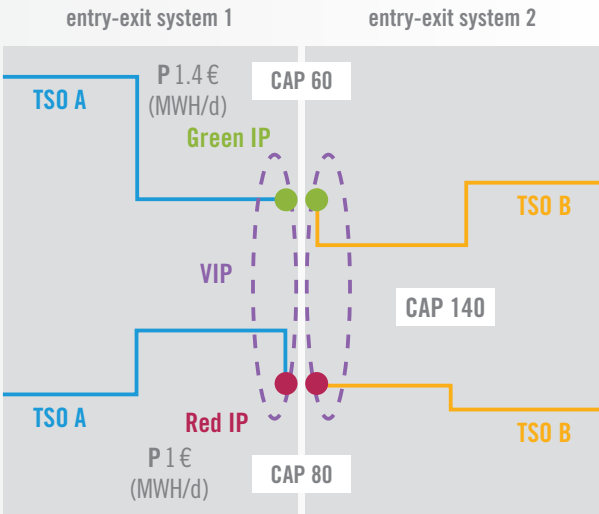 entry-exit system 1
entry-exit system 2
P 1.4 €
(MWH/d)
CAP 60
TSO A
Green IP
TSO B
VIP
CAP 140
TSO A
Red IP
TSO B
P 1 €
(MWH/d)
CAP 80